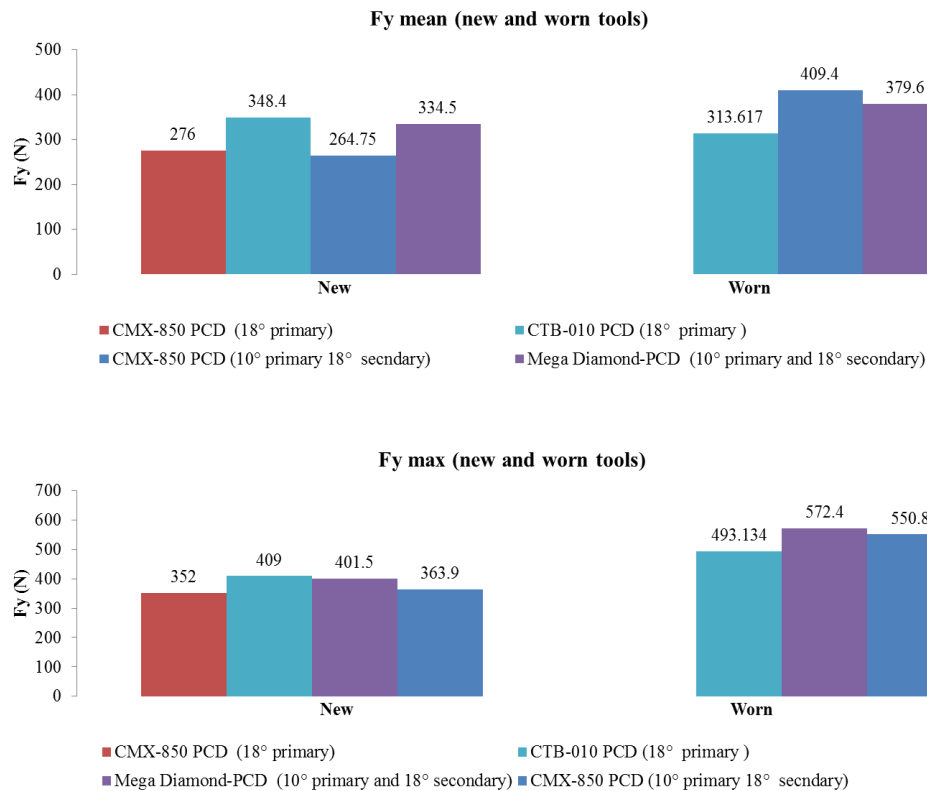 Fy mean (new and worn tools)
500
400
300
200
100
0
Fy (N)
276
348.4
264.75
334.5
313.617
409.4
379.6
New
Worn
CMX-850 PCD (18° primary)
CTB-010 PCD (18° primary )
CMX-850 PCD (10° primary 18° secndary)
Mega Diamond-PCD (10° primary and 18° secondary)
Fy max (new and worn tools)
700
600
500
400
300
200
100
0
Fy (N)
352
409
401.5
363.9
493.134
572.4
550.8
New
Worn
CMX-850 PCD (18° primary)
CTB-010 PCD (18° primary )
Mega Diamond-PCD (10° primary and 18° secondary)
CMX-850 PCD (10° primary 18° secndary)